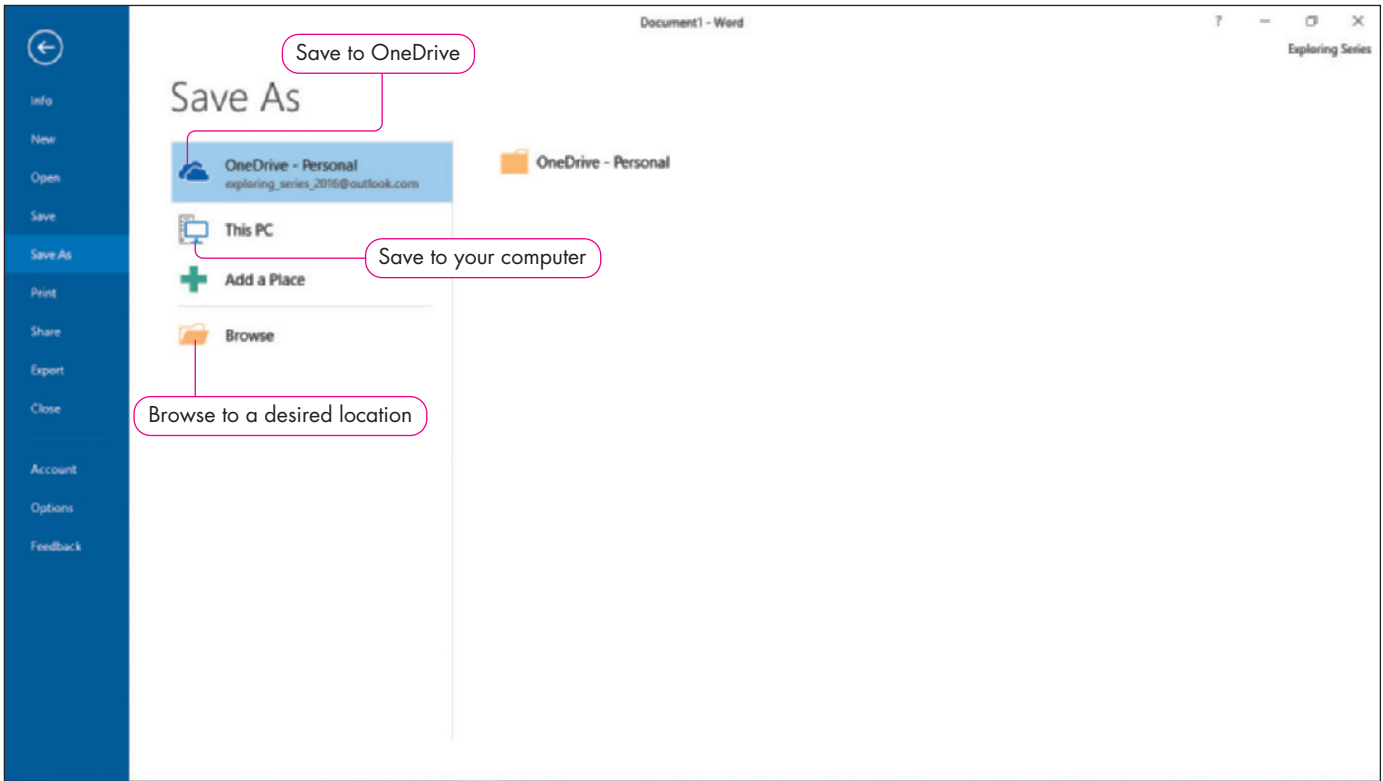 Document1 - Word
?
Exploring Series
Info
New
Open
Save
Save As
Print
Share
Export
Close
Account
Options
Feedback
Save to OneDrive
Save As
OneDrive - Personal
exploring_series_2016@outlook.com
This PC
Save to your computer
Add a Place
Browse
Browse to a desired location
OneDrive - Personal